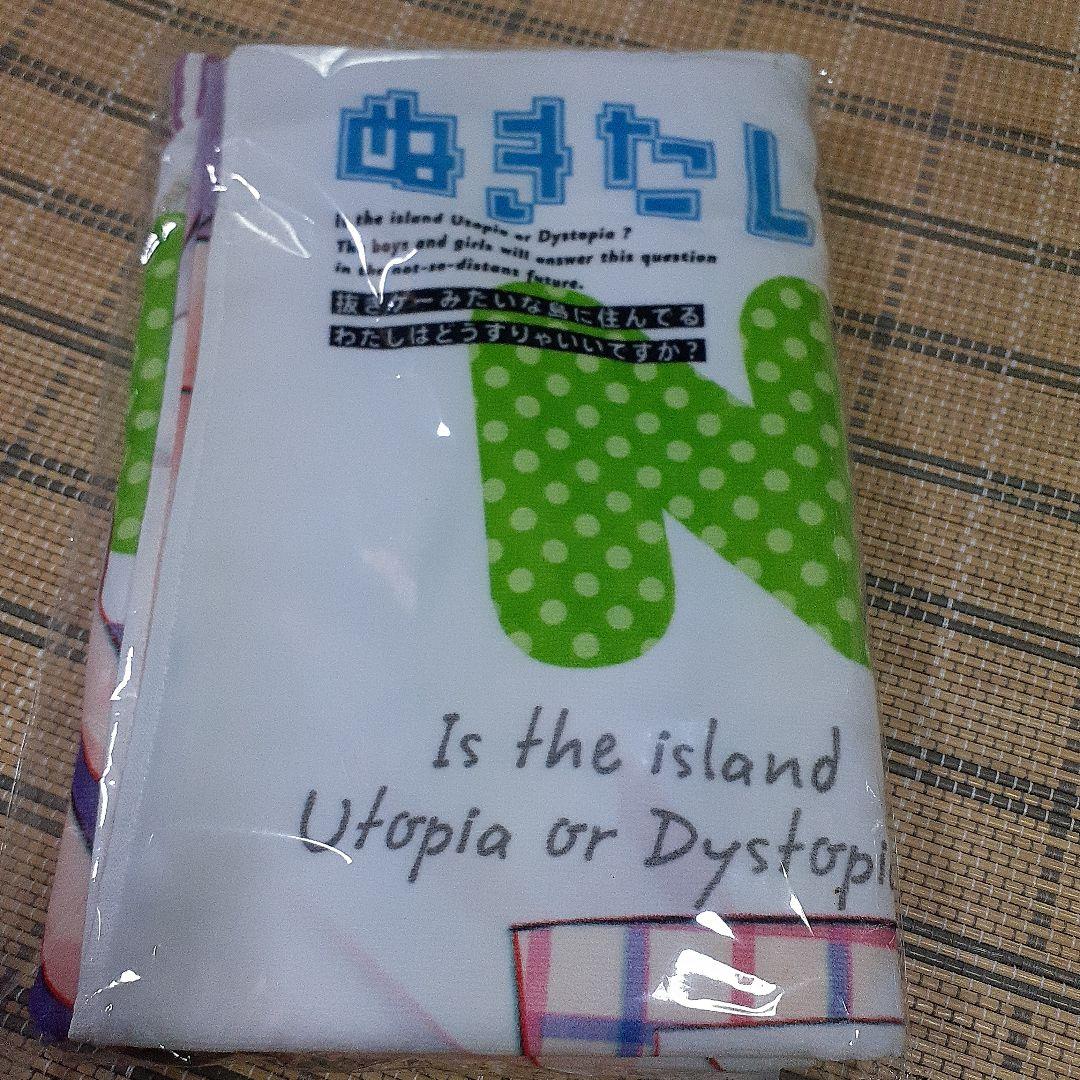 ぬきたし
Is the island Utopia or Dystopia ?
The boys and girls will answer this question
in the not-so-distant future.
抜きゲーみたいな島に住んでる
わたしはどうすりゃいいですか？
N
Is the island
Utopia or Dystopi